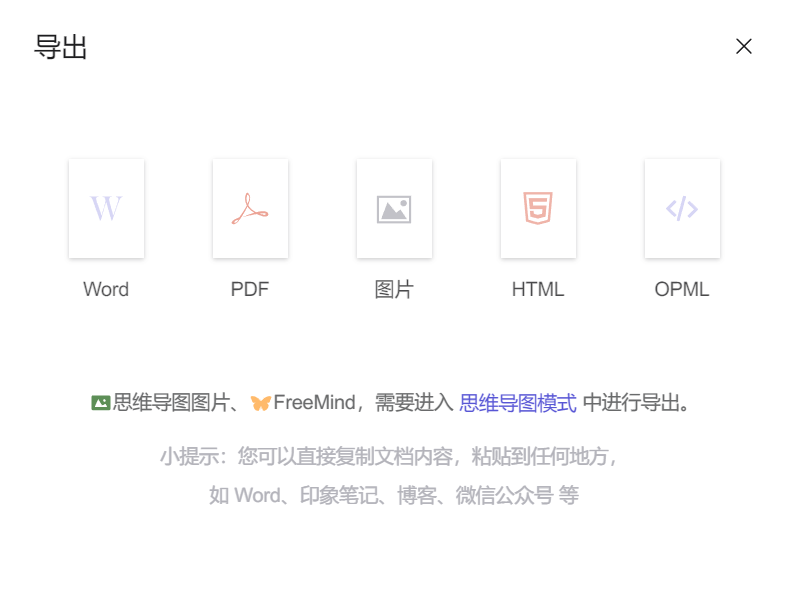 导出
W
5
Word
PDF
图片
HTML
OPML
思维导图图片、FreeMind，需要进入 思维导图模式 中进行导出。
小提示：您可以直接复制文档内容，粘贴到任何地方，
如 Word、印象笔记、博客、微信公众号 等